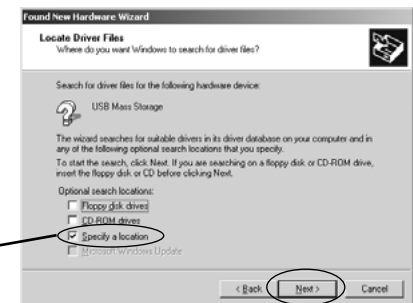 Found New Hardware Wizard
Locate Driver Files
Where do you want Windows to search for driver files?
Search for driver files for the following hardware device:
USB Mass Storage
The wizard searches for suitable drivers in its driver database on your computer and in
any of the following optional search locations that you specify.
To start the search, click Next. If you are searching on a floppy disk or CD-ROM drive,
insert the floppy disk or CD before clicking Next.
Optional search locations:
Floppy disk drives
CD-ROM drives
Specify a location
Microsoft Windows Update
< Back
Next >
Cancel